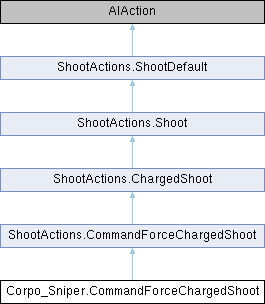 AIAction
ShootActions.ShootDefault
ShootActions.Shoot
ShootActions.ChargedShoot
ShootActions.CommandForceChargedShoot
Corpo_Sniper.CommandForceChargedShoot